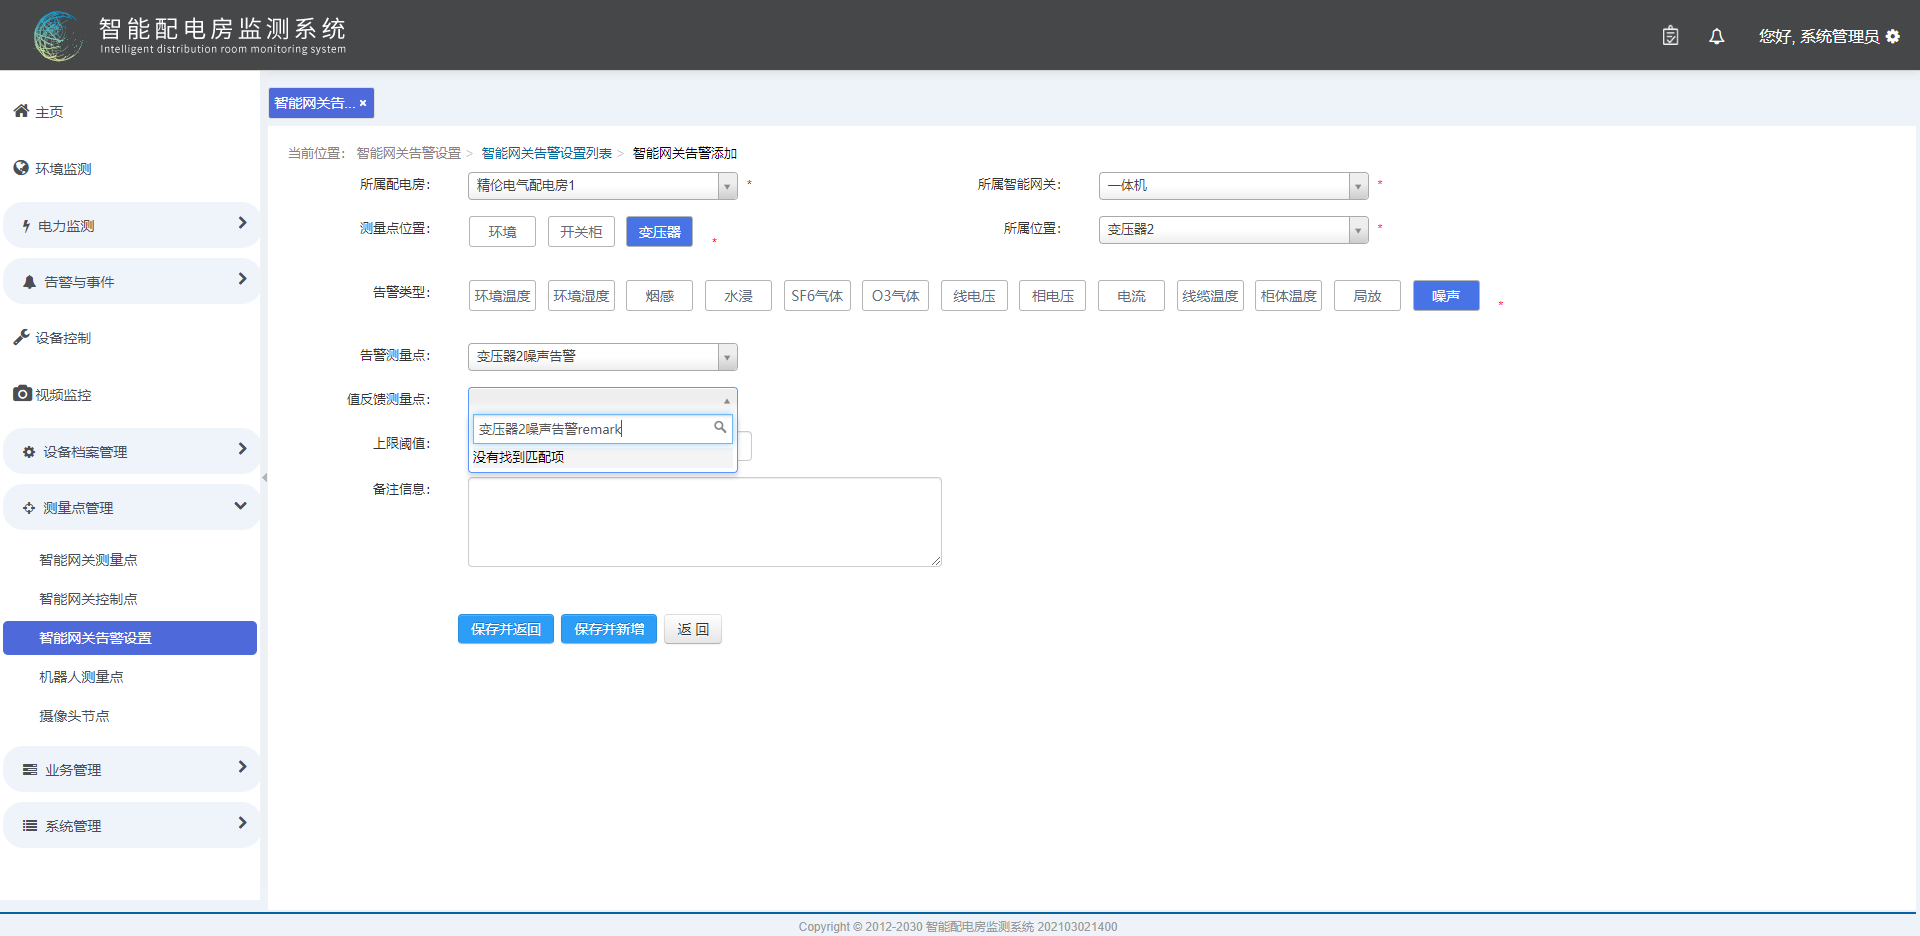 智能配电房监测系统
Intelligent distribution room monitoring system
您好, 系统管理员
主页
环境监测
电力监测
告警与事件
设备控制
视频监控
设备档案管理
测量点管理
智能网关测量点
智能网关控制点
智能网关告警设置
机器人测量点
摄像头节点
业务管理
系统管理
智能网关告... ×
当前位置: 智能网关告警设置 > 智能网关告警设置列表 > 智能网关告警添加
所属配电房: 精伦电气配电房1 * 所属智能网关: 一体机 *
测量点位置: 环境 开关柜 变压器 * 所属位置: 变压器2 *
告警类型: 环境温度 环境湿度 烟感 水浸 SF6气体 O3气体 线电压 相电压 电流 线缆温度 柜体温度 局放 噪声 *
告警测量点: 变压器2噪声告警
值反馈测量点:
变压器2噪声告警remark
没有找到匹配项
上限阈值:
备注信息:
保存并返回 保存并新增 返 回
Copyright © 2012-2030 智能配电房监测系统 202103021400